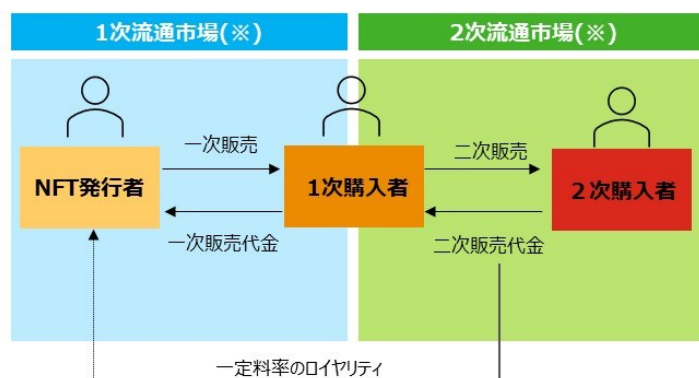 1次流通市場(※)
2次流通市場(※)
一次販売
二次販売
NFT発行者
1次購入者
２次購入者
一次販売代金
二次販売代金
一定料率のロイヤリティ